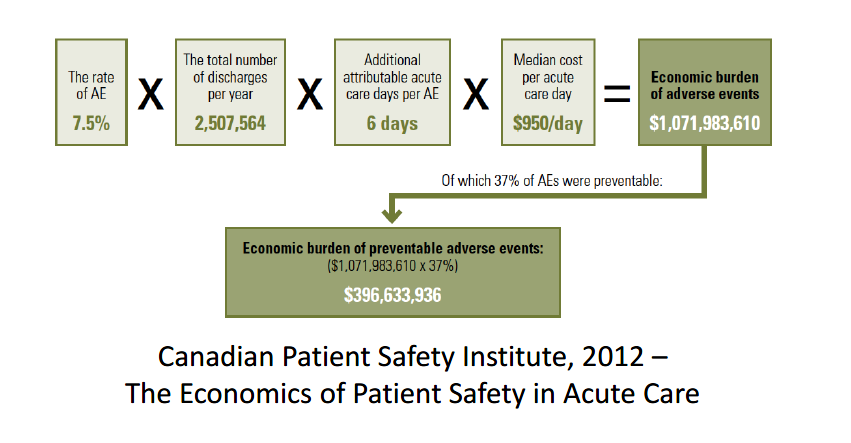 The rate
of AE
7.5%
X
The total number
of discharges
per year
2,507,564
X
Additional
attributable acute
care days per AE
6 days
X
Median cost
per acute
care day
$950/day
=
Economic burden
of adverse events
$1,071,983,610
Of which 37% of AEs were preventable:
Economic burden of preventable adverse events:
($1,071,983,610 x 37%)
$396,633,936
Canadian Patient Safety Institute, 2012 –
The Economics of Patient Safety in Acute Care